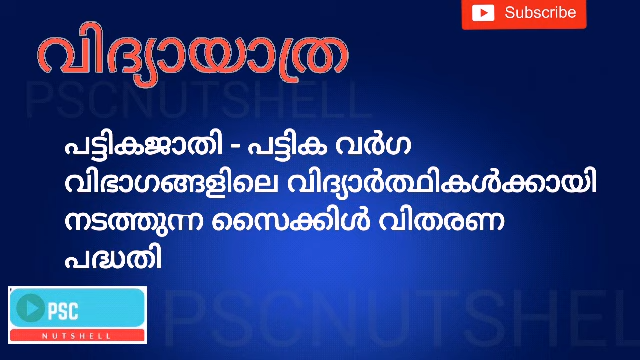 Subscribe
വിദ്യായാത്ര
PSCNUTSHELL
പട്ടികജാതി - പട്ടിക വർഗ
വിഭാഗങ്ങളിലെ വിദ്യാർത്ഥികൾക്കായി
നടത്തുന്ന സൈക്കിൾ വിതരണ
പദ്ധതി
PSC
NUTSHELL
PSCNUTSHELL